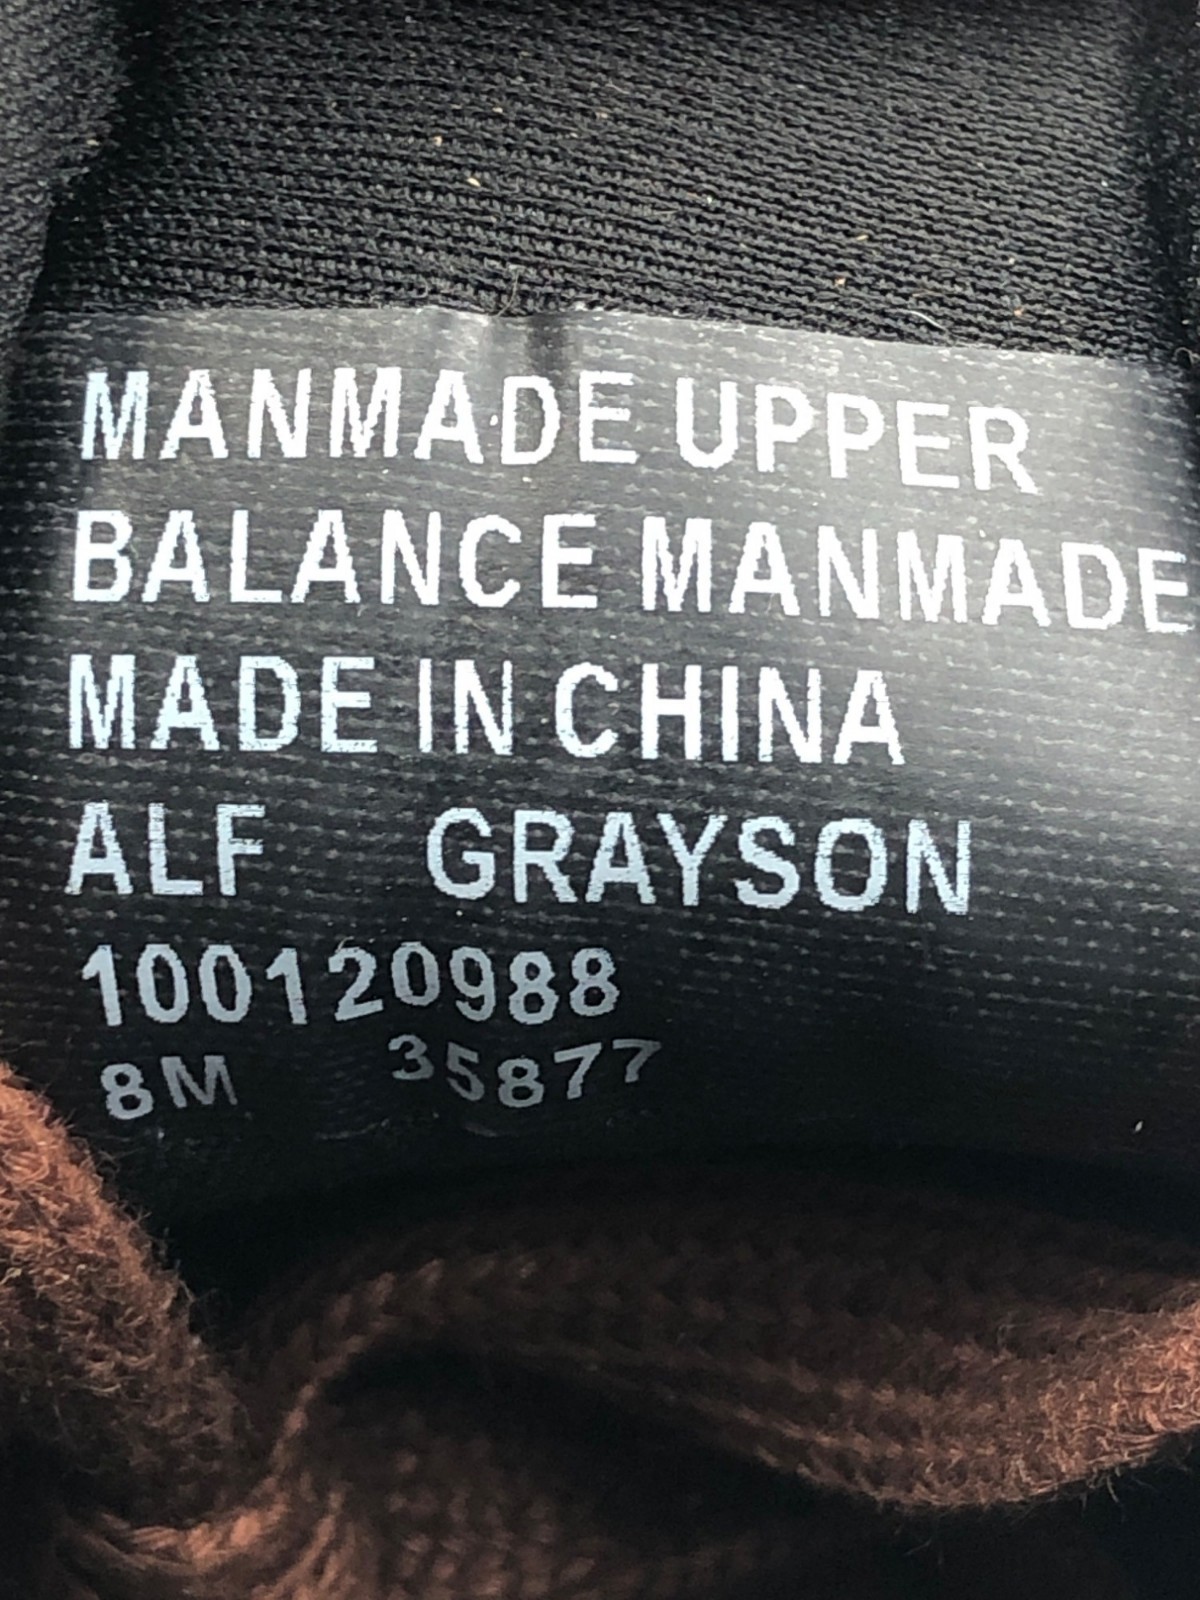 MANMADE UPPER
BALANCE MANMADE
MADE IN CHINA
ALF GRAYSON
100120988
8M 35877